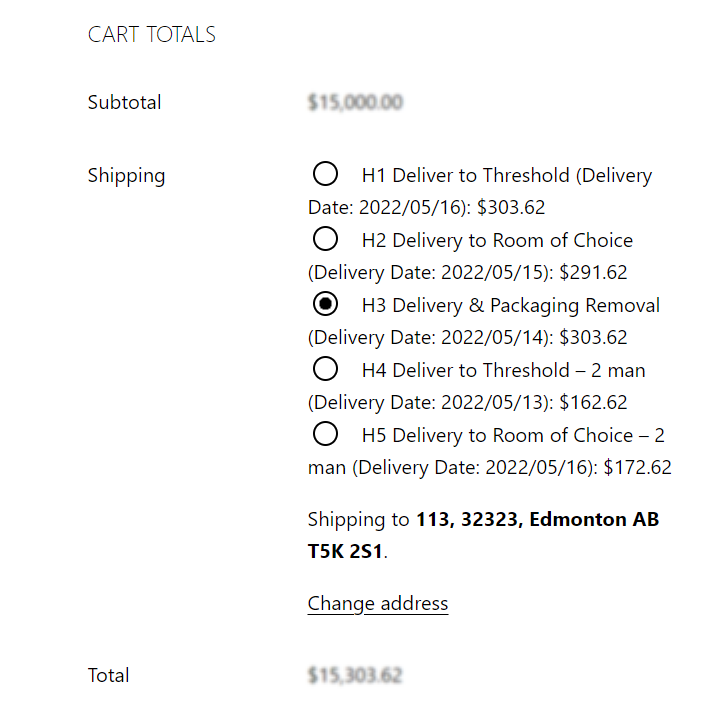 CART TOTALS
Subtotal $15,000.00
Shipping
H1 Deliver to Threshold (Delivery
Date: 2022/05/16): $303.62
H2 Delivery to Room of Choice
(Delivery Date: 2022/05/15): $291.62
H3 Delivery & Packaging Removal
(Delivery Date: 2022/05/14): $303.62
H4 Deliver to Threshold – 2 man
(Delivery Date: 2022/05/13): $162.62
H5 Delivery to Room of Choice – 2
man (Delivery Date: 2022/05/16): $172.62
Shipping to 113, 32323, Edmonton AB
T5K 2S1.
Change address
Total $15,303.62